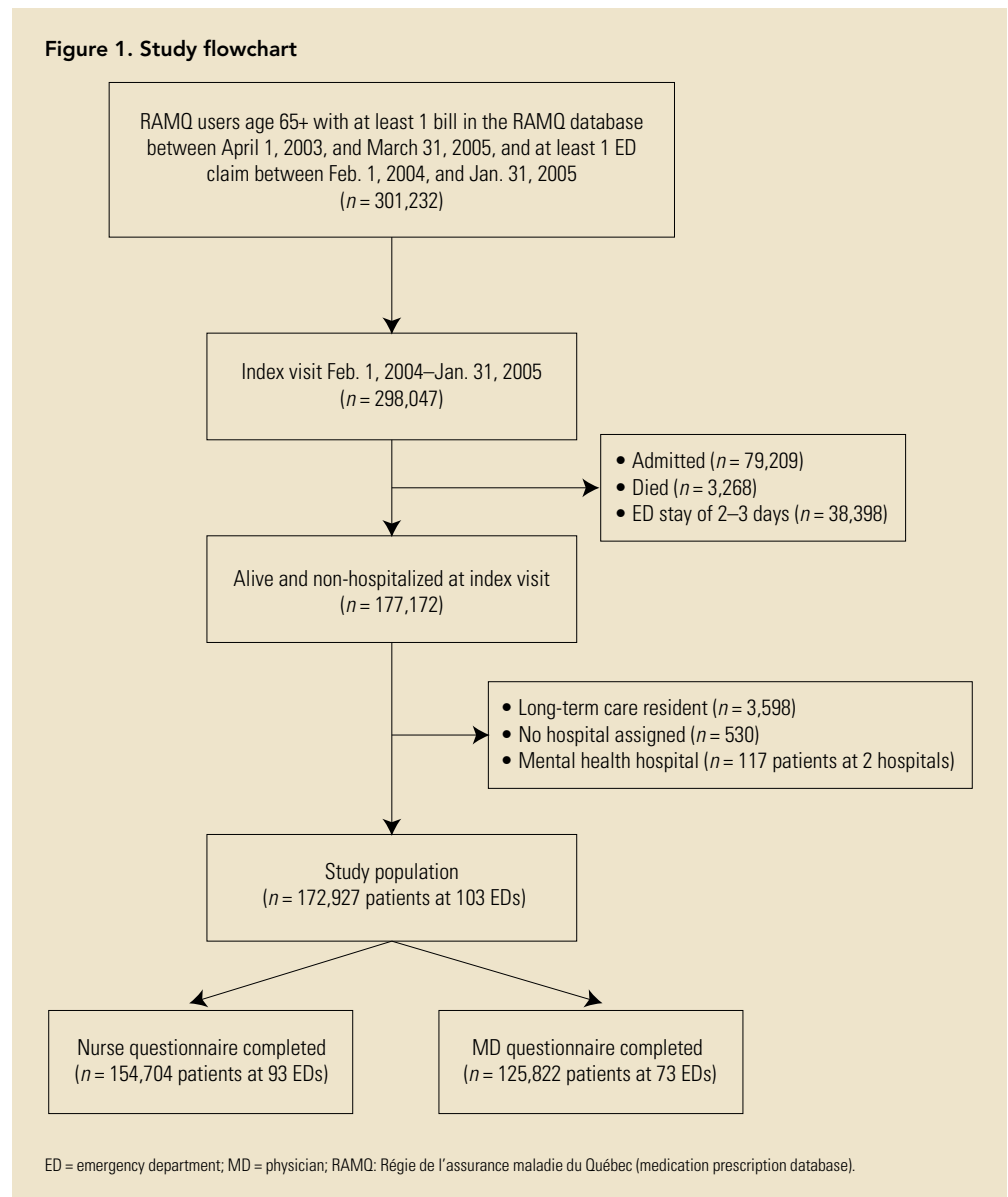 Figure 1. Study flowchart
RAMQ users age 65+ with at least 1 bill in the RAMQ database
between April 1, 2003, and March 31, 2005, and at least 1 ED
claim between Feb. 1, 2004, and Jan. 31, 2005
(n = 301,232)
Index visit Feb. 1, 2004–Jan. 31, 2005
(n = 298,047)
• Admitted (n = 79,209)
• Died (n = 3,268)
• ED stay of 2–3 days (n = 38,398)
Alive and non-hospitalized at index visit
(n = 177,172)
• Long-term care resident (n = 3,598)
• No hospital assigned (n = 530)
• Mental health hospital (n = 117 patients at 2 hospitals)
Study population
(n = 172,927 patients at 103 EDs)
Nurse questionnaire completed
(n = 154,704 patients at 93 EDs)
MD questionnaire completed
(n = 125,822 patients at 73 EDs)
ED = emergency department; MD = physician; RAMQ: Régie de l'assurance maladie du Québec (medication prescription database).